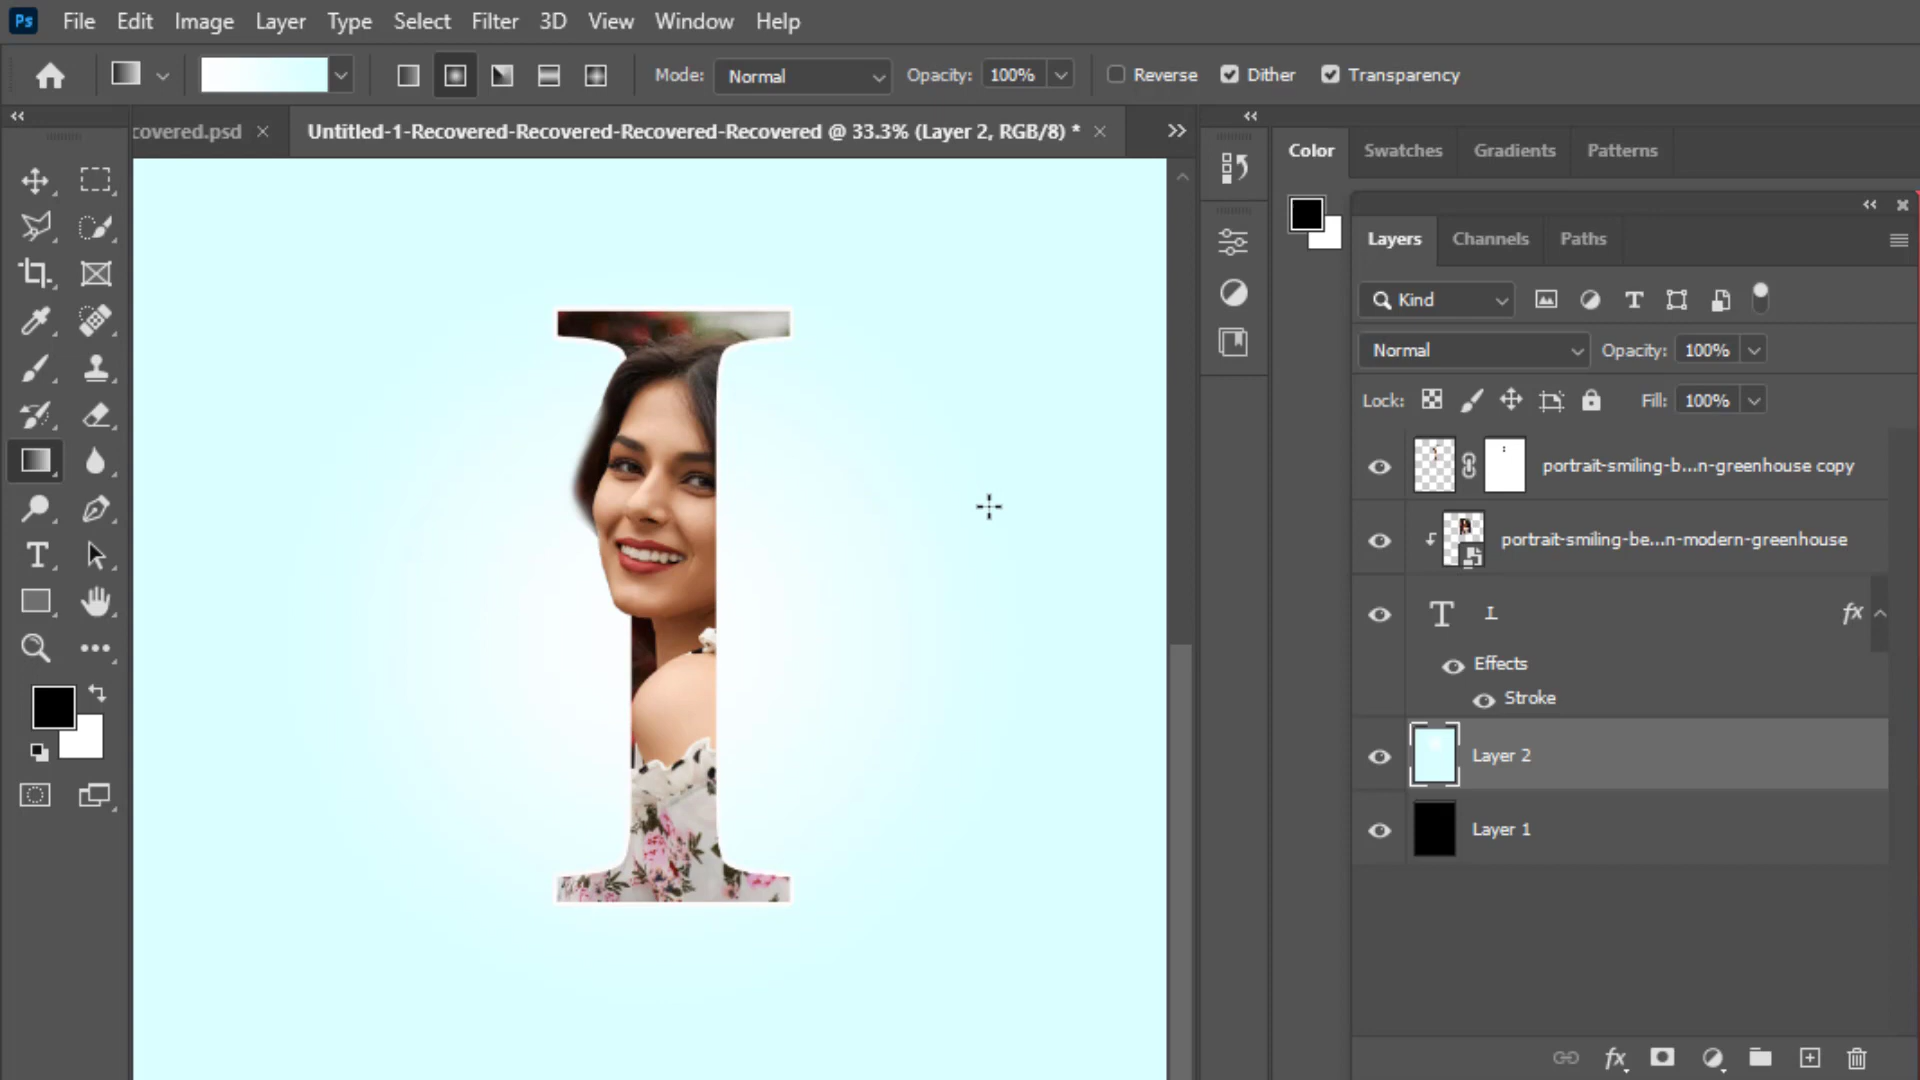 Ps File Edit Image Layer Type Select Filter 3D View Window Help
Mode: Normal Opacity: 100% Reverse Dither Transparency
covered.psd × Untitled-1-Recovered-Recovered-Recovered-Recovered @ 33.3% (Layer 2, RGB/8) * ×
Color Swatches Gradients Patterns
Layers Channels Paths
Kind
Normal Opacity: 100%
Lock: Fill: 100%
portrait-smiling-b...n-greenhouse copy
portrait-smiling-be...n-modern-greenhouse
T I fx
Effects
Stroke
Layer 2
Layer 1
I
fx